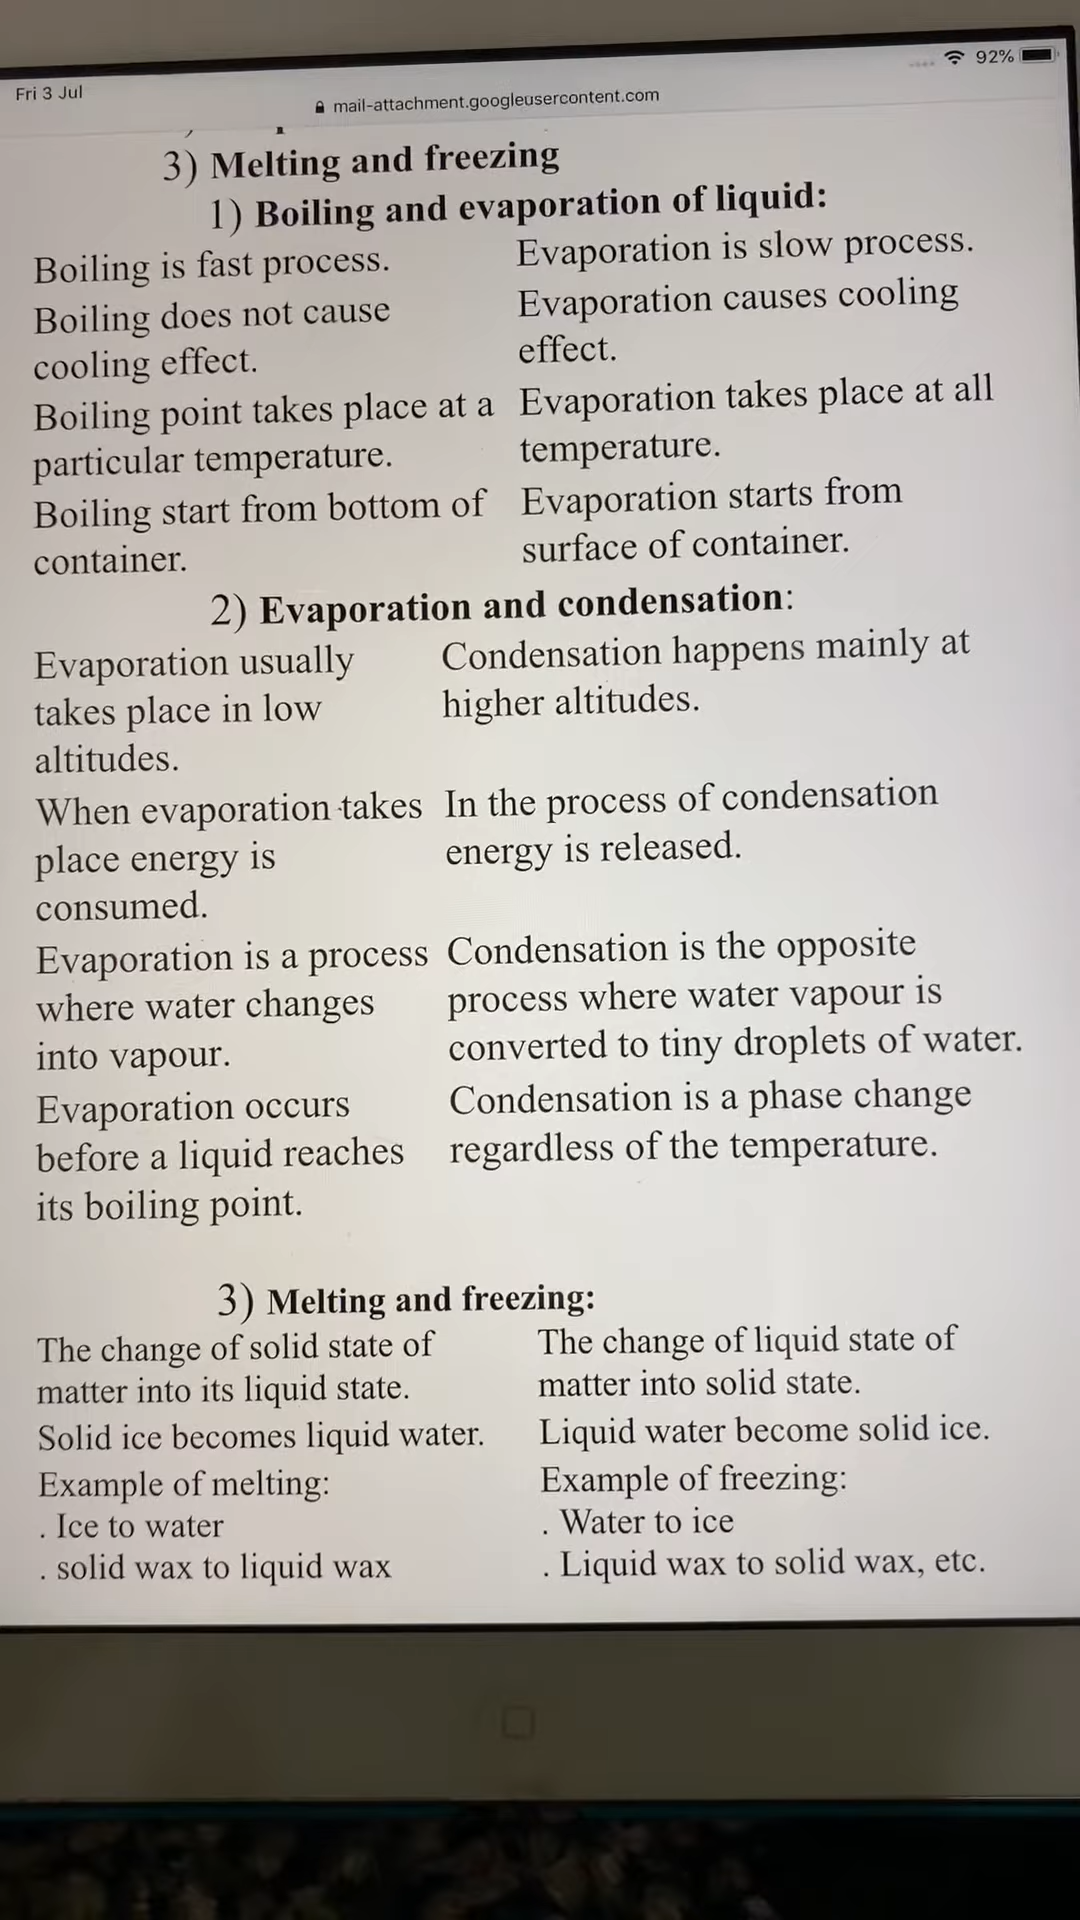 92%
Fri 3 Jul
mail-attachment.googleusercontent.com
3) Melting and freezing
1) Boiling and evaporation of liquid:
Boiling is fast process.
Evaporation is slow process.
Boiling does not cause
cooling effect.
Evaporation causes cooling
effect.
Boiling point takes place at a
particular temperature.
Evaporation takes place at all
temperature.
Boiling start from bottom of
container.
Evaporation starts from
surface of container.
2) Evaporation and condensation:
Evaporation usually
takes place in low
altitudes.
Condensation happens mainly at
higher altitudes.
When evaporation takes
place energy is
consumed.
In the process of condensation
energy is released.
Evaporation is a process
where water changes
into vapour.
Condensation is the opposite
process where water vapour is
converted to tiny droplets of water.
Evaporation occurs
before a liquid reaches
its boiling point.
Condensation is a phase change
regardless of the temperature.
3) Melting and freezing:
The change of solid state of
matter into its liquid state.
The change of liquid state of
matter into solid state.
Solid ice becomes liquid water.
Liquid water become solid ice.
Example of melting:
. Ice to water
. solid wax to liquid wax
Example of freezing:
. Water to ice
. Liquid wax to solid wax, etc.